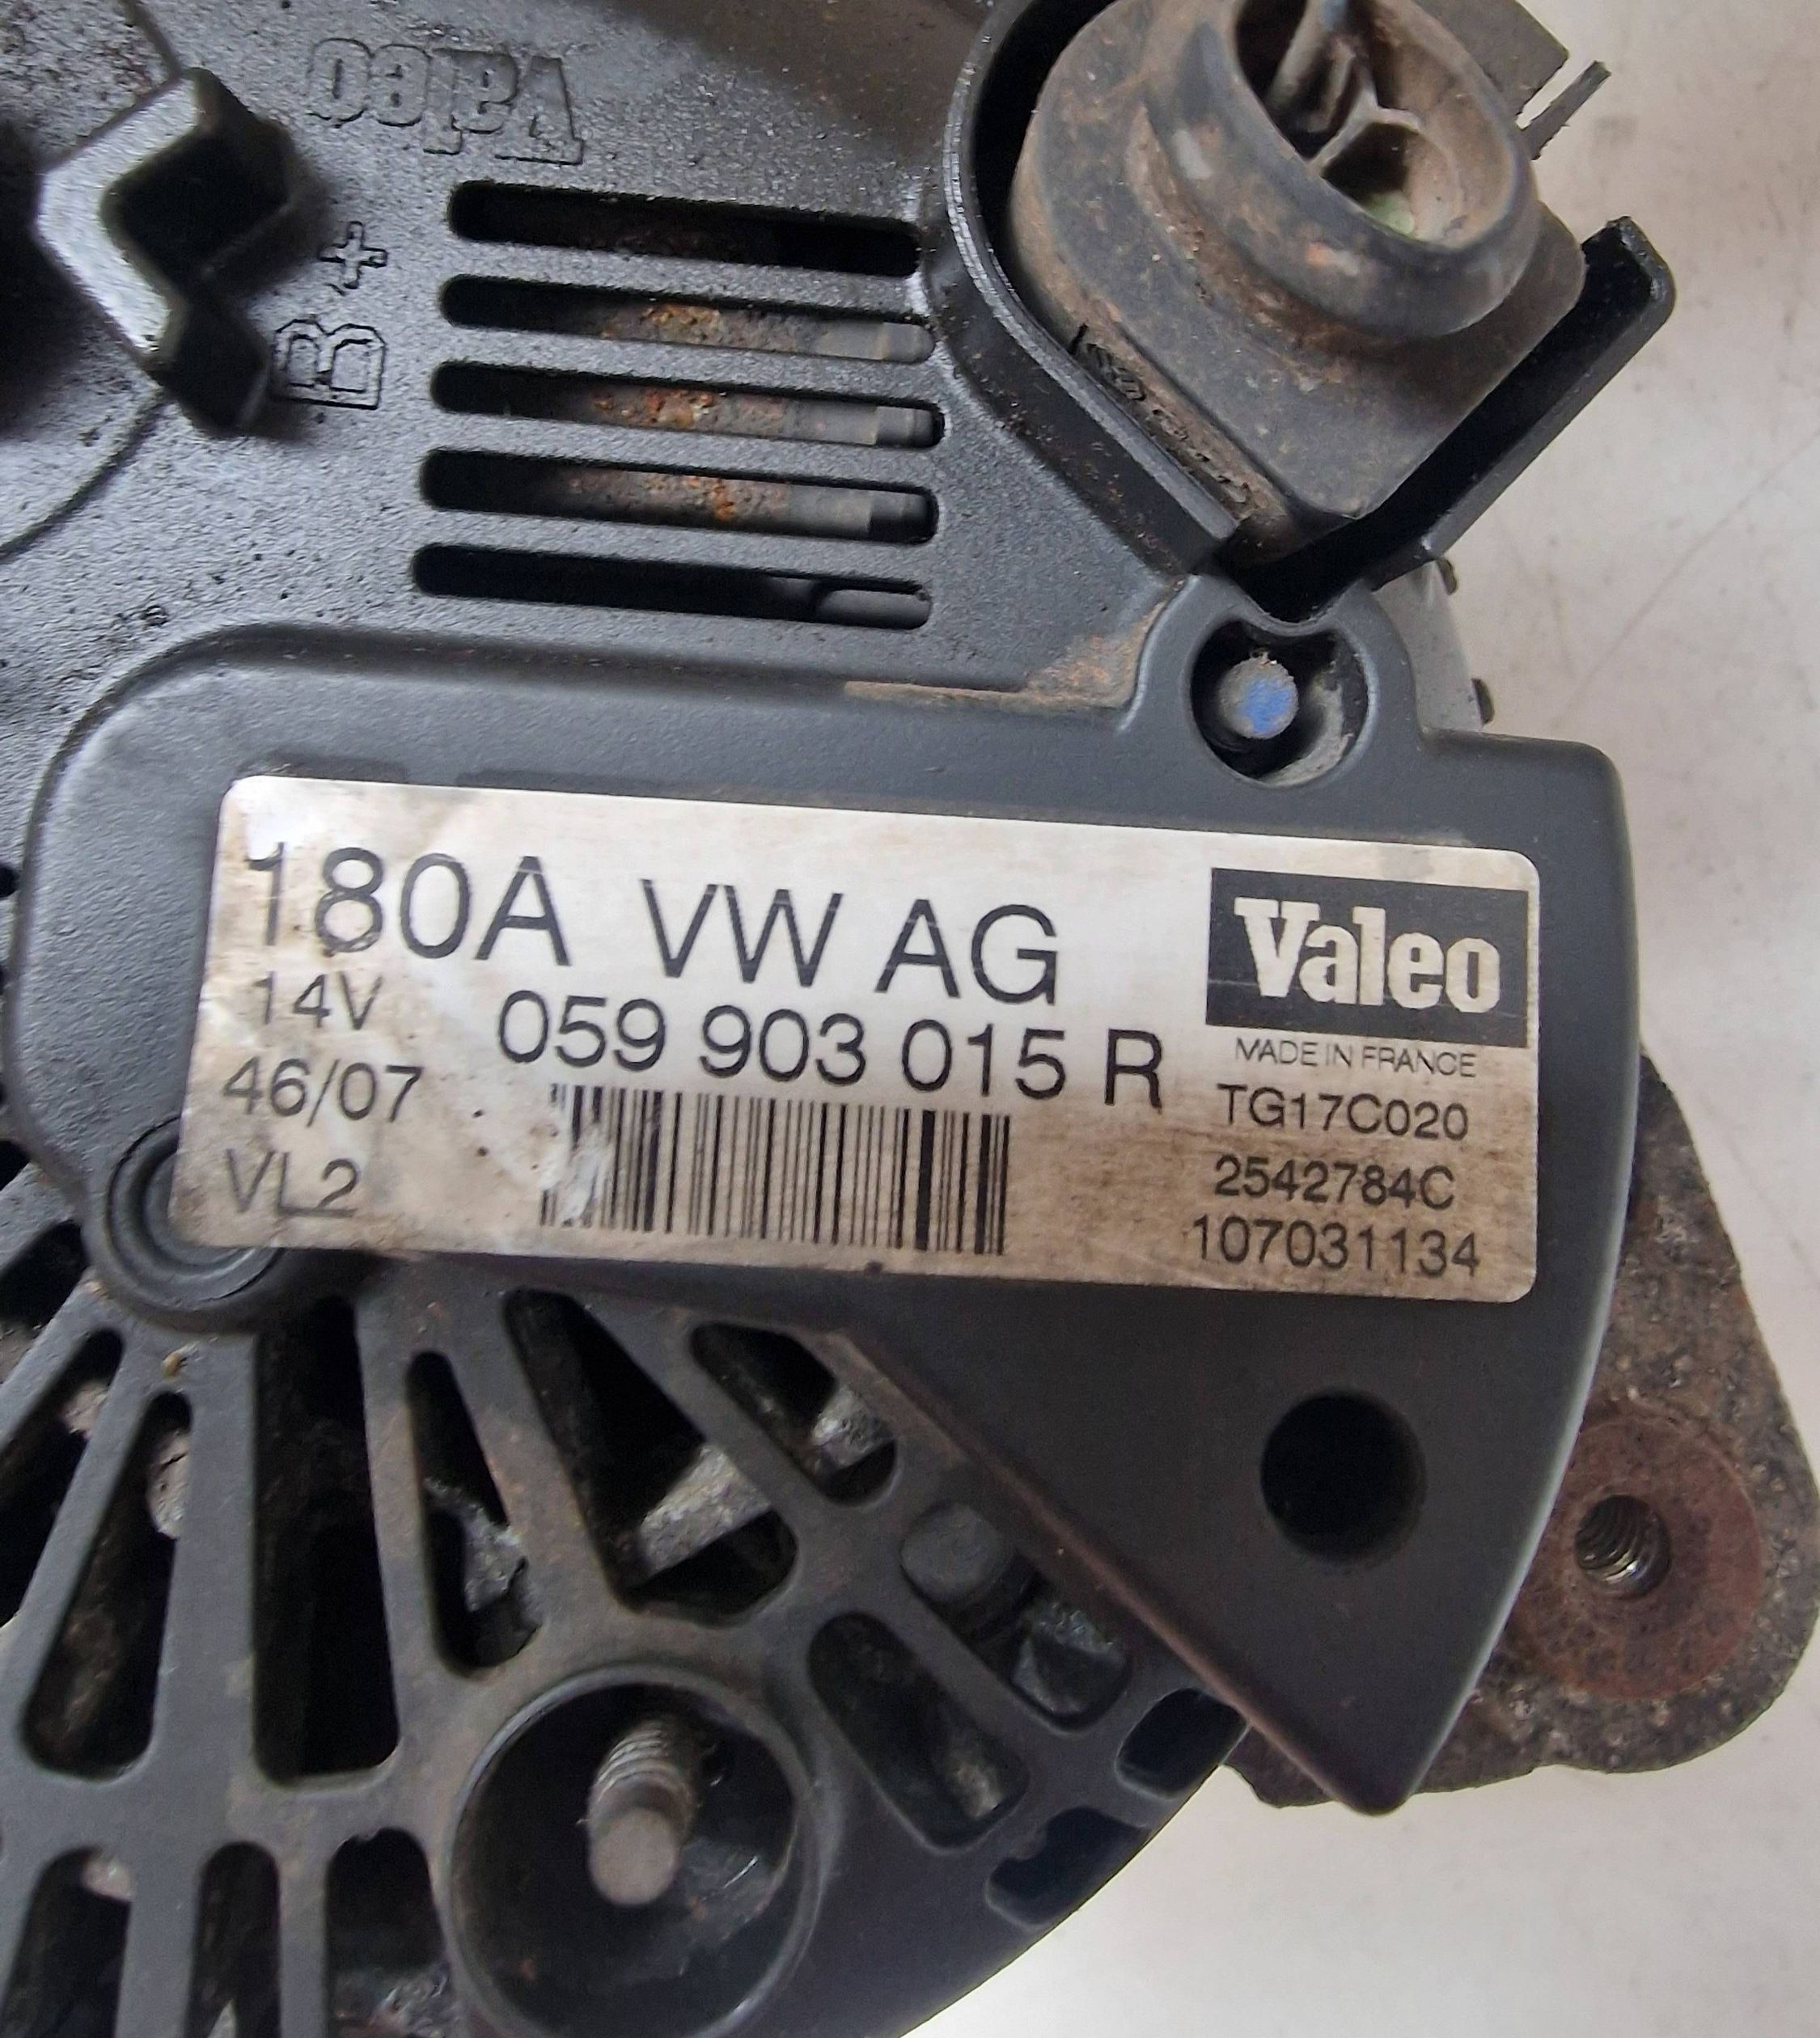 Valeo
B+
180A VW AG
14V
059 903 015 R
46/07
VL2
Valeo
MADE IN FRANCE
TG17C020
2542784C
107031134